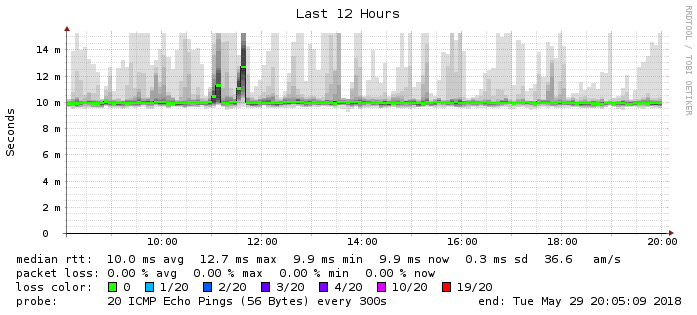 Last 12 Hours
RRDTOOL / TOBI OETIKER
Seconds
14 m
12 m
10 m
8 m
6 m
4 m
2 m
0
10:00 12:00 14:00 16:00 18:00 20:00
median rtt: 10.0 ms avg 12.7 ms max 9.9 ms min 9.9 ms now 0.3 ms sd 36.6 am/s
packet loss: 0.00 % avg 0.00 % max 0.00 % min 0.00 % now
loss color: 0 1/20 2/20 3/20 4/20 10/20 19/20
probe: 20 ICMP Echo Pings (56 Bytes) every 300s end: Tue May 29 20:05:09 2018